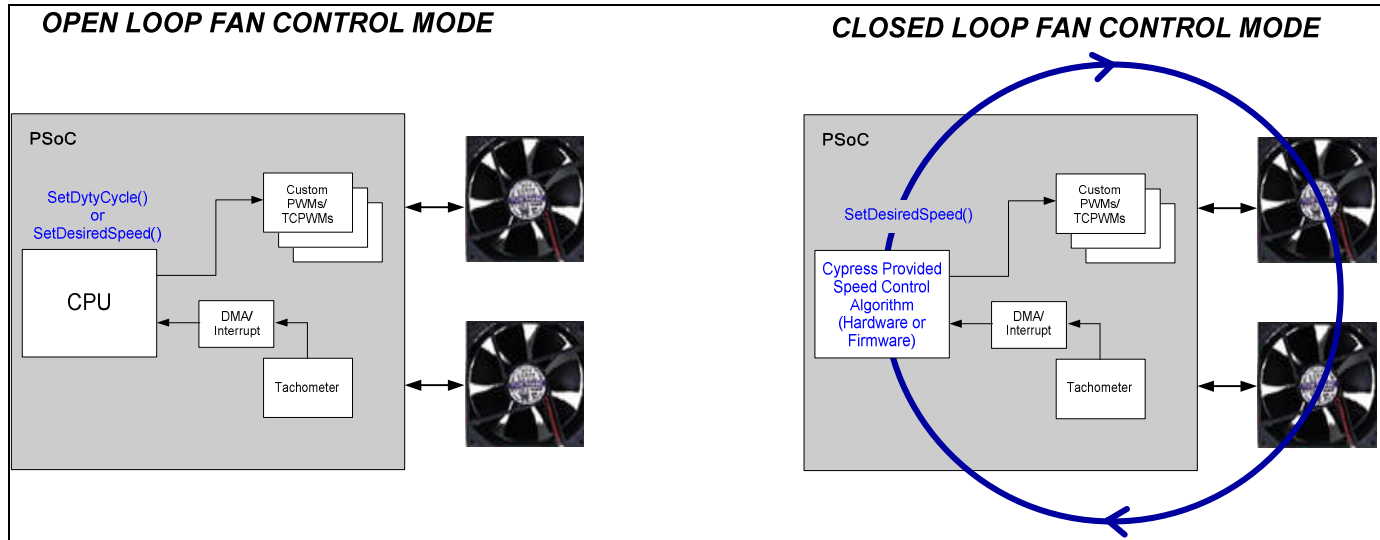 OPEN LOOP FAN CONTROL MODE
PSoC
SetDytyCycle()
or
SetDesiredSpeed()
CPU
Custom
PWMs/
TCPWMs
DMA/
Interrupt
Tachometer
CLOSED LOOP FAN CONTROL MODE
PSoC
SetDesiredSpeed()
Cypress Provided
Speed Control
Algorithm
(Hardware or
Firmware)
Custom
PWMs/
TCPWMs
DMA/
Interrupt
Tachometer